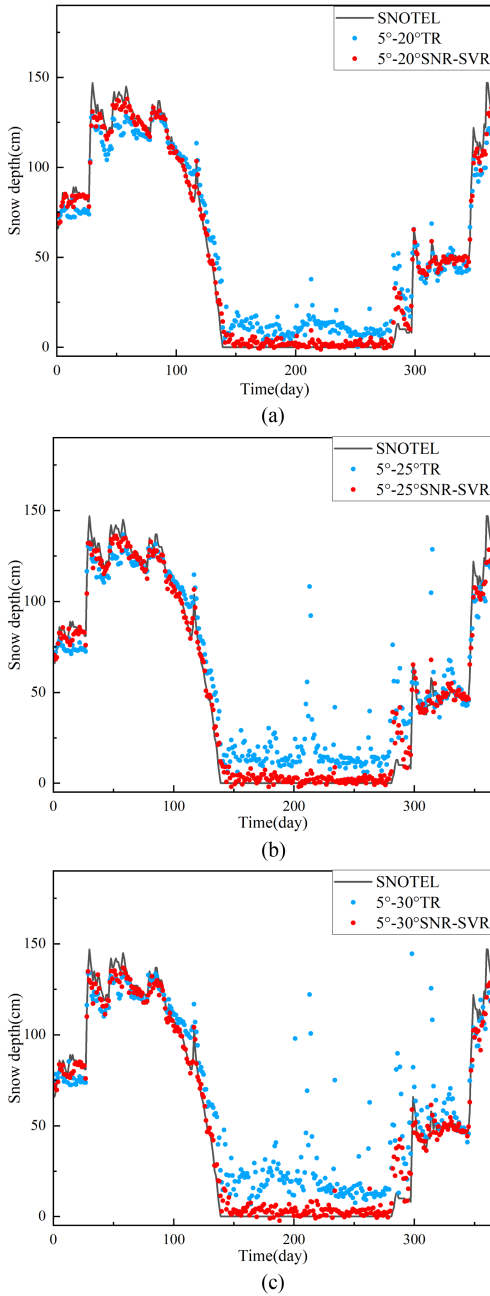 SNOTEL
5°-20°TR
5°-20°SNR-SVR
150
100
50
0
Snow depth(cm)
0 100 200 300
Time(day)
(a)
SNOTEL
5°-25°TR
5°-25°SNR-SVR
150
100
50
0
Snow depth(cm)
0 100 200 300
Time(day)
(b)
SNOTEL
5°-30°TR
5°-30°SNR-SVR
150
100
50
0
Snow depth(cm)
0 100 200 300
Time(day)
(c)